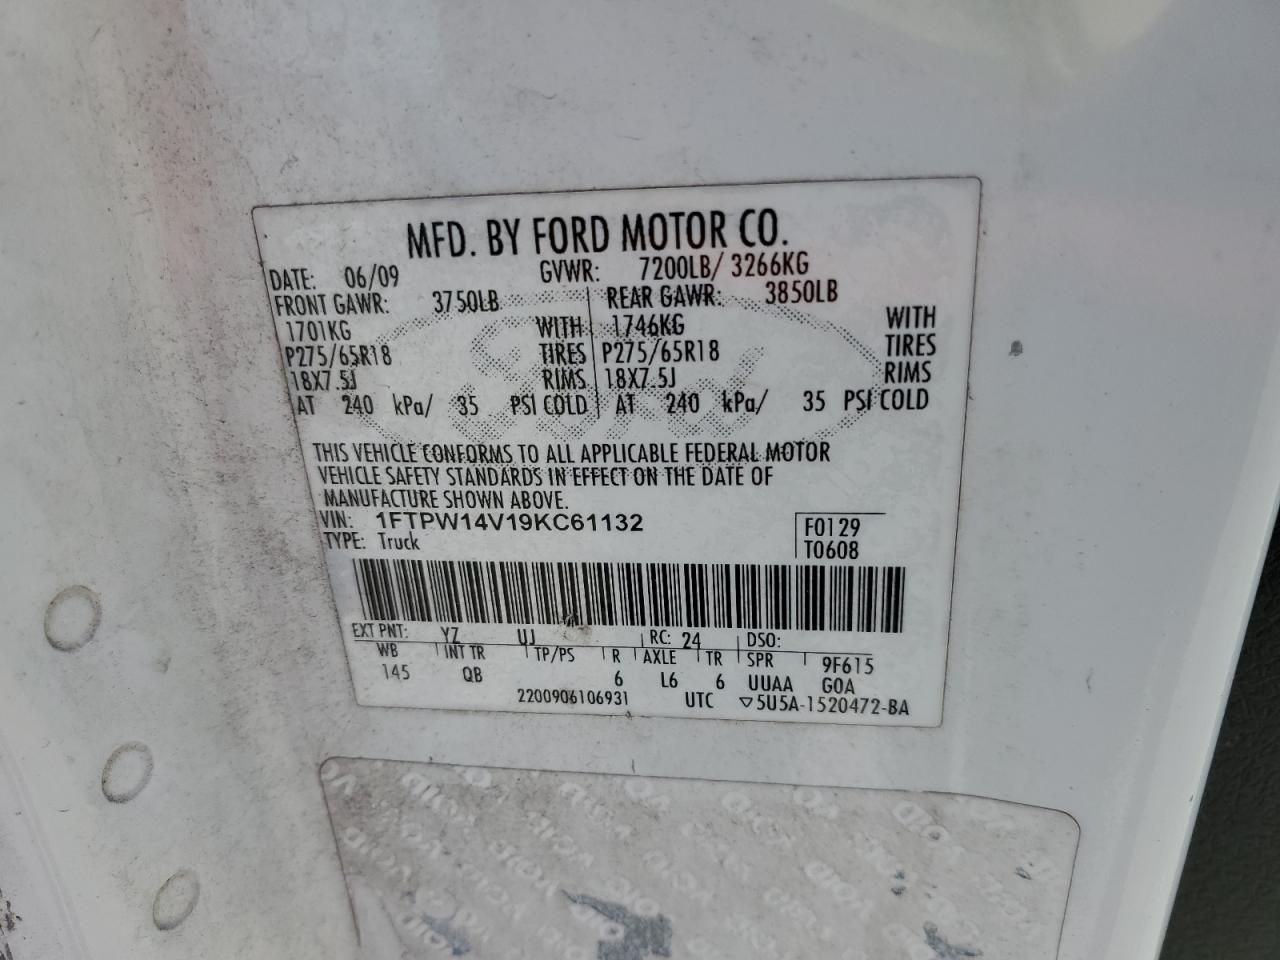 MFD. BY FORD MOTOR CO.
DATE: 06/09 GVWR: 7200LB/ 3266KG
FRONT GAWR: 3750LB REAR GAWR: 3850LB
1701KG WITH 1746KG WITH
P275/65R18 TIRES P275/65R18 TIRES
18X7.5J RIMS 18X7.5J RIMS
AT 240 kPa/ 35 PSI COLD AT 240 kPa/ 35 PSI COLD
THIS VEHICLE CONFORMS TO ALL APPLICABLE FEDERAL MOTOR
VEHICLE SAFETY STANDARDS IN EFFECT ON THE DATE OF
MANUFACTURE SHOWN ABOVE.
VIN: 1FTPW14V19KC61132 F0129
TYPE: Truck T0608
EXT PNT: YZ UJ RC: 24 DSO:
WB INT TR TP/PS R AXLE TR SPR 9F615
145 QB 6 L6 6 UUAA GOA
2200906106931 UTC ▽5U5A-1520472-BA
VOID VOID VOID VOID